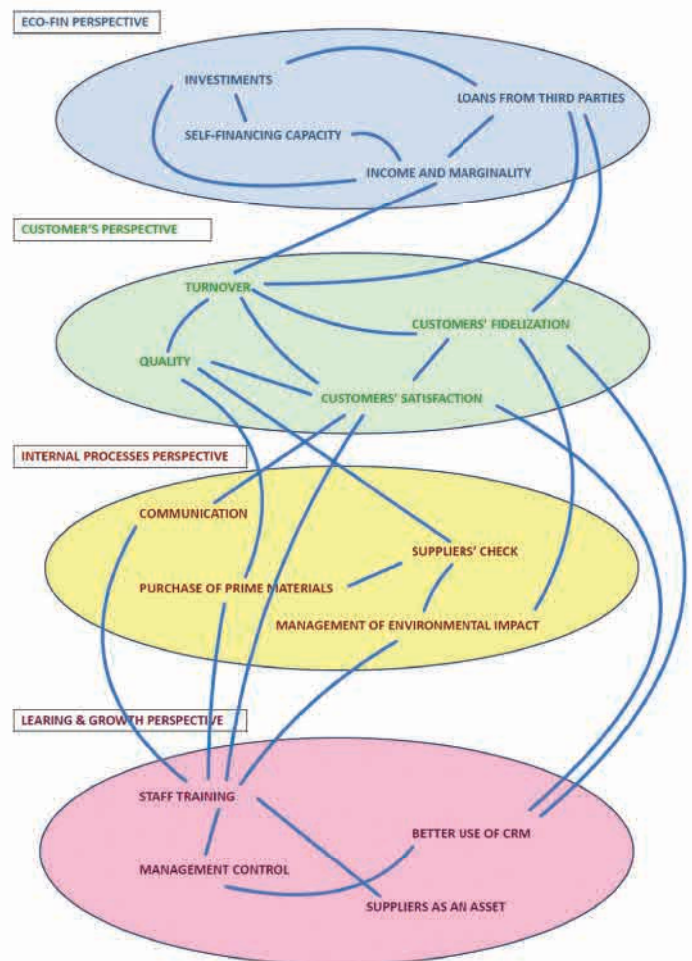 ECO-FIN PERSPECTIVE
INVESTIMENTS
LOANS FROM THIRD PARTIES
SELF-FINANCING CAPACITY
INCOME AND MARGINALITY
CUSTOMER'S PERSPECTIVE
TURNOVER
CUSTOMERS' FIDELIZATION
QUALITY
CUSTOMERS' SATISFACTION
INTERNAL PROCESSES PERSPECTIVE
COMMUNICATION
SUPPLIERS' CHECK
PURCHASE OF PRIME MATERIALS
MANAGEMENT OF ENVIRONMENTAL IMPACT
LEARING & GROWTH PERSPECTIVE
STAFF TRAINING
BETTER USE OF CRM
MANAGEMENT CONTROL
SUPPLIERS AS AN ASSET